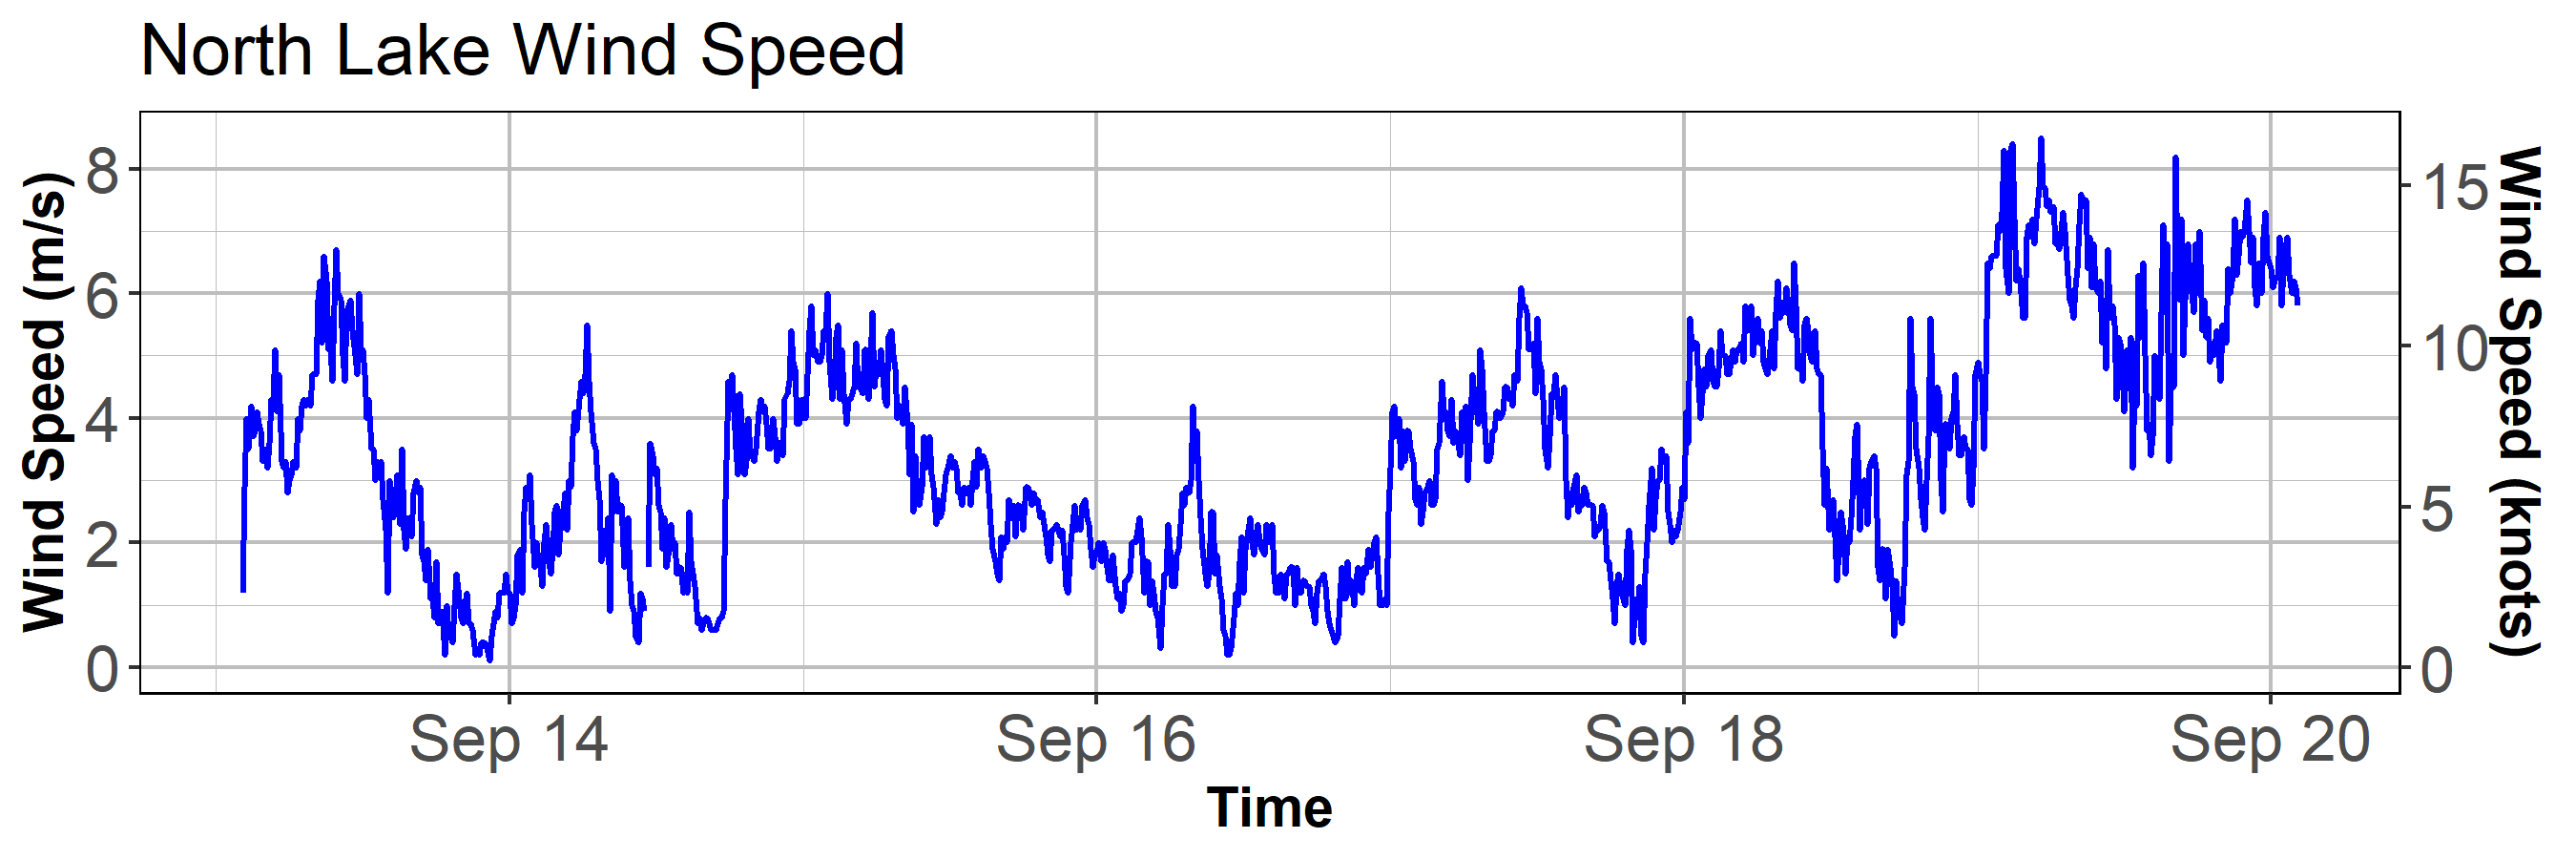 North Lake Wind Speed
Wind Speed (m/s)
8
6
4
2
0
15
10
5
0
Wind Speed (knots)
Sep 14
Sep 16
Sep 18
Sep 20
Time